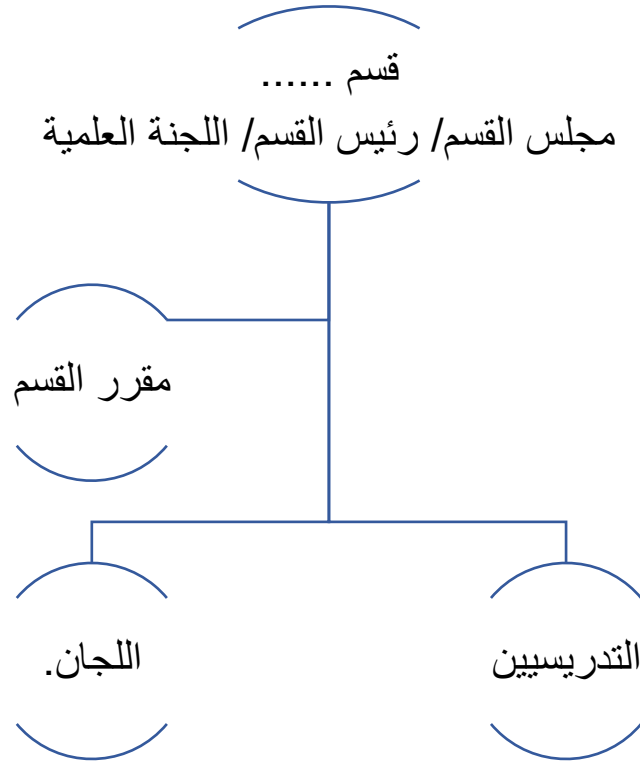 قسم ......
مجلس القسم/ رئيس القسم/ اللجنة العلمية
مقرر القسم
التدريسيين
اللجان.